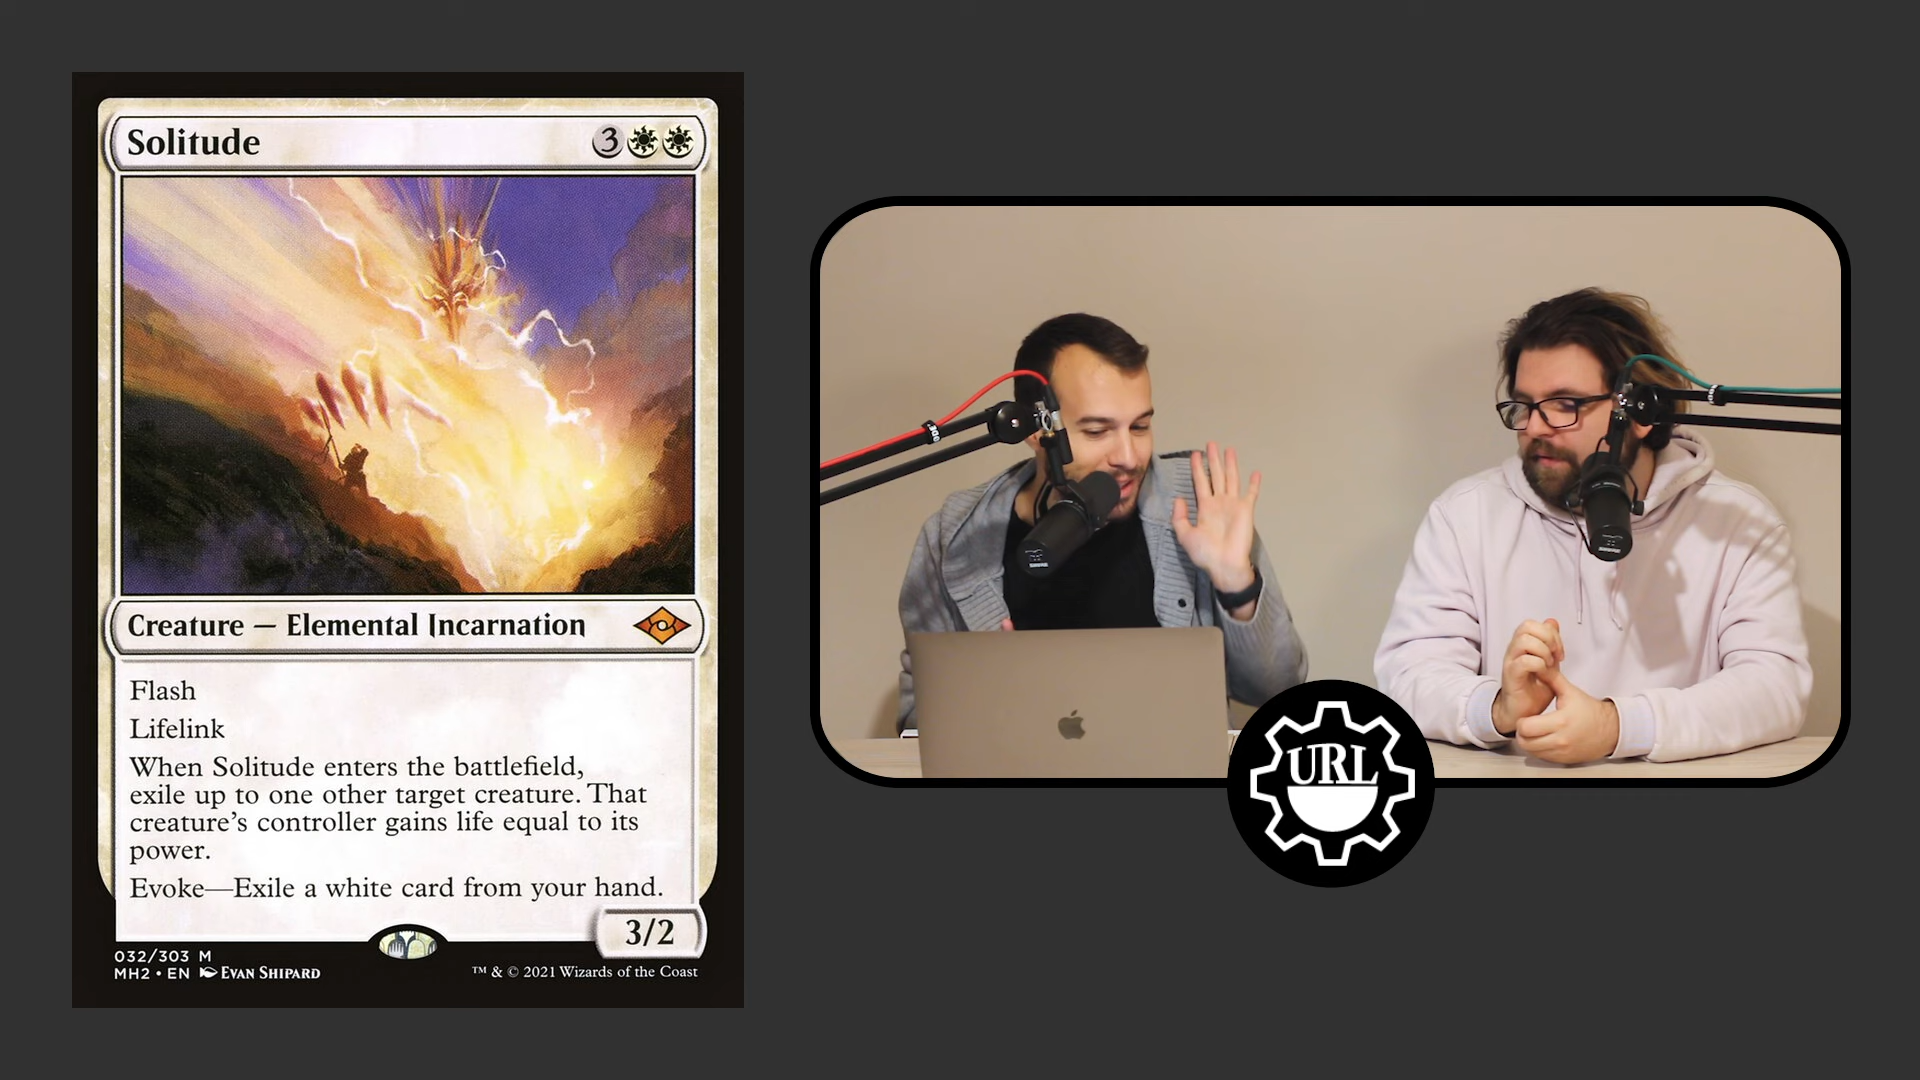 Solitude
3
Creature — Elemental Incarnation
Flash
Lifelink
When Solitude enters the battlefield,
exile up to one other target creature. That
creature's controller gains life equal to its
power.
Evoke—Exile a white card from your hand.
3/2
032/303 M
MH2 • EN Evan Shipard
™ & © 2021 Wizards of the Coast
URL